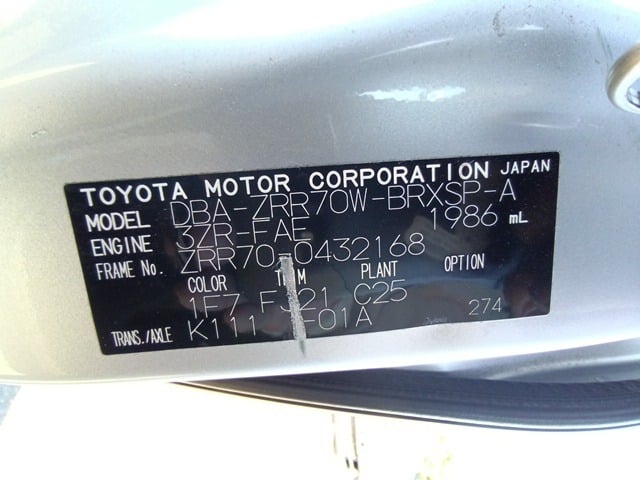 TOYOTA MOTOR CORPORATION JAPAN
MODEL DBA-ZRR70W-BRXSP-A
ENGINE 3ZR-FAE 1986 mL
FRAME No. ZRR70-0432168
COLOR TRIM PLANT OPTION
1F7 FJ21 C25
TRANS./AXLE K111 -F01A 274